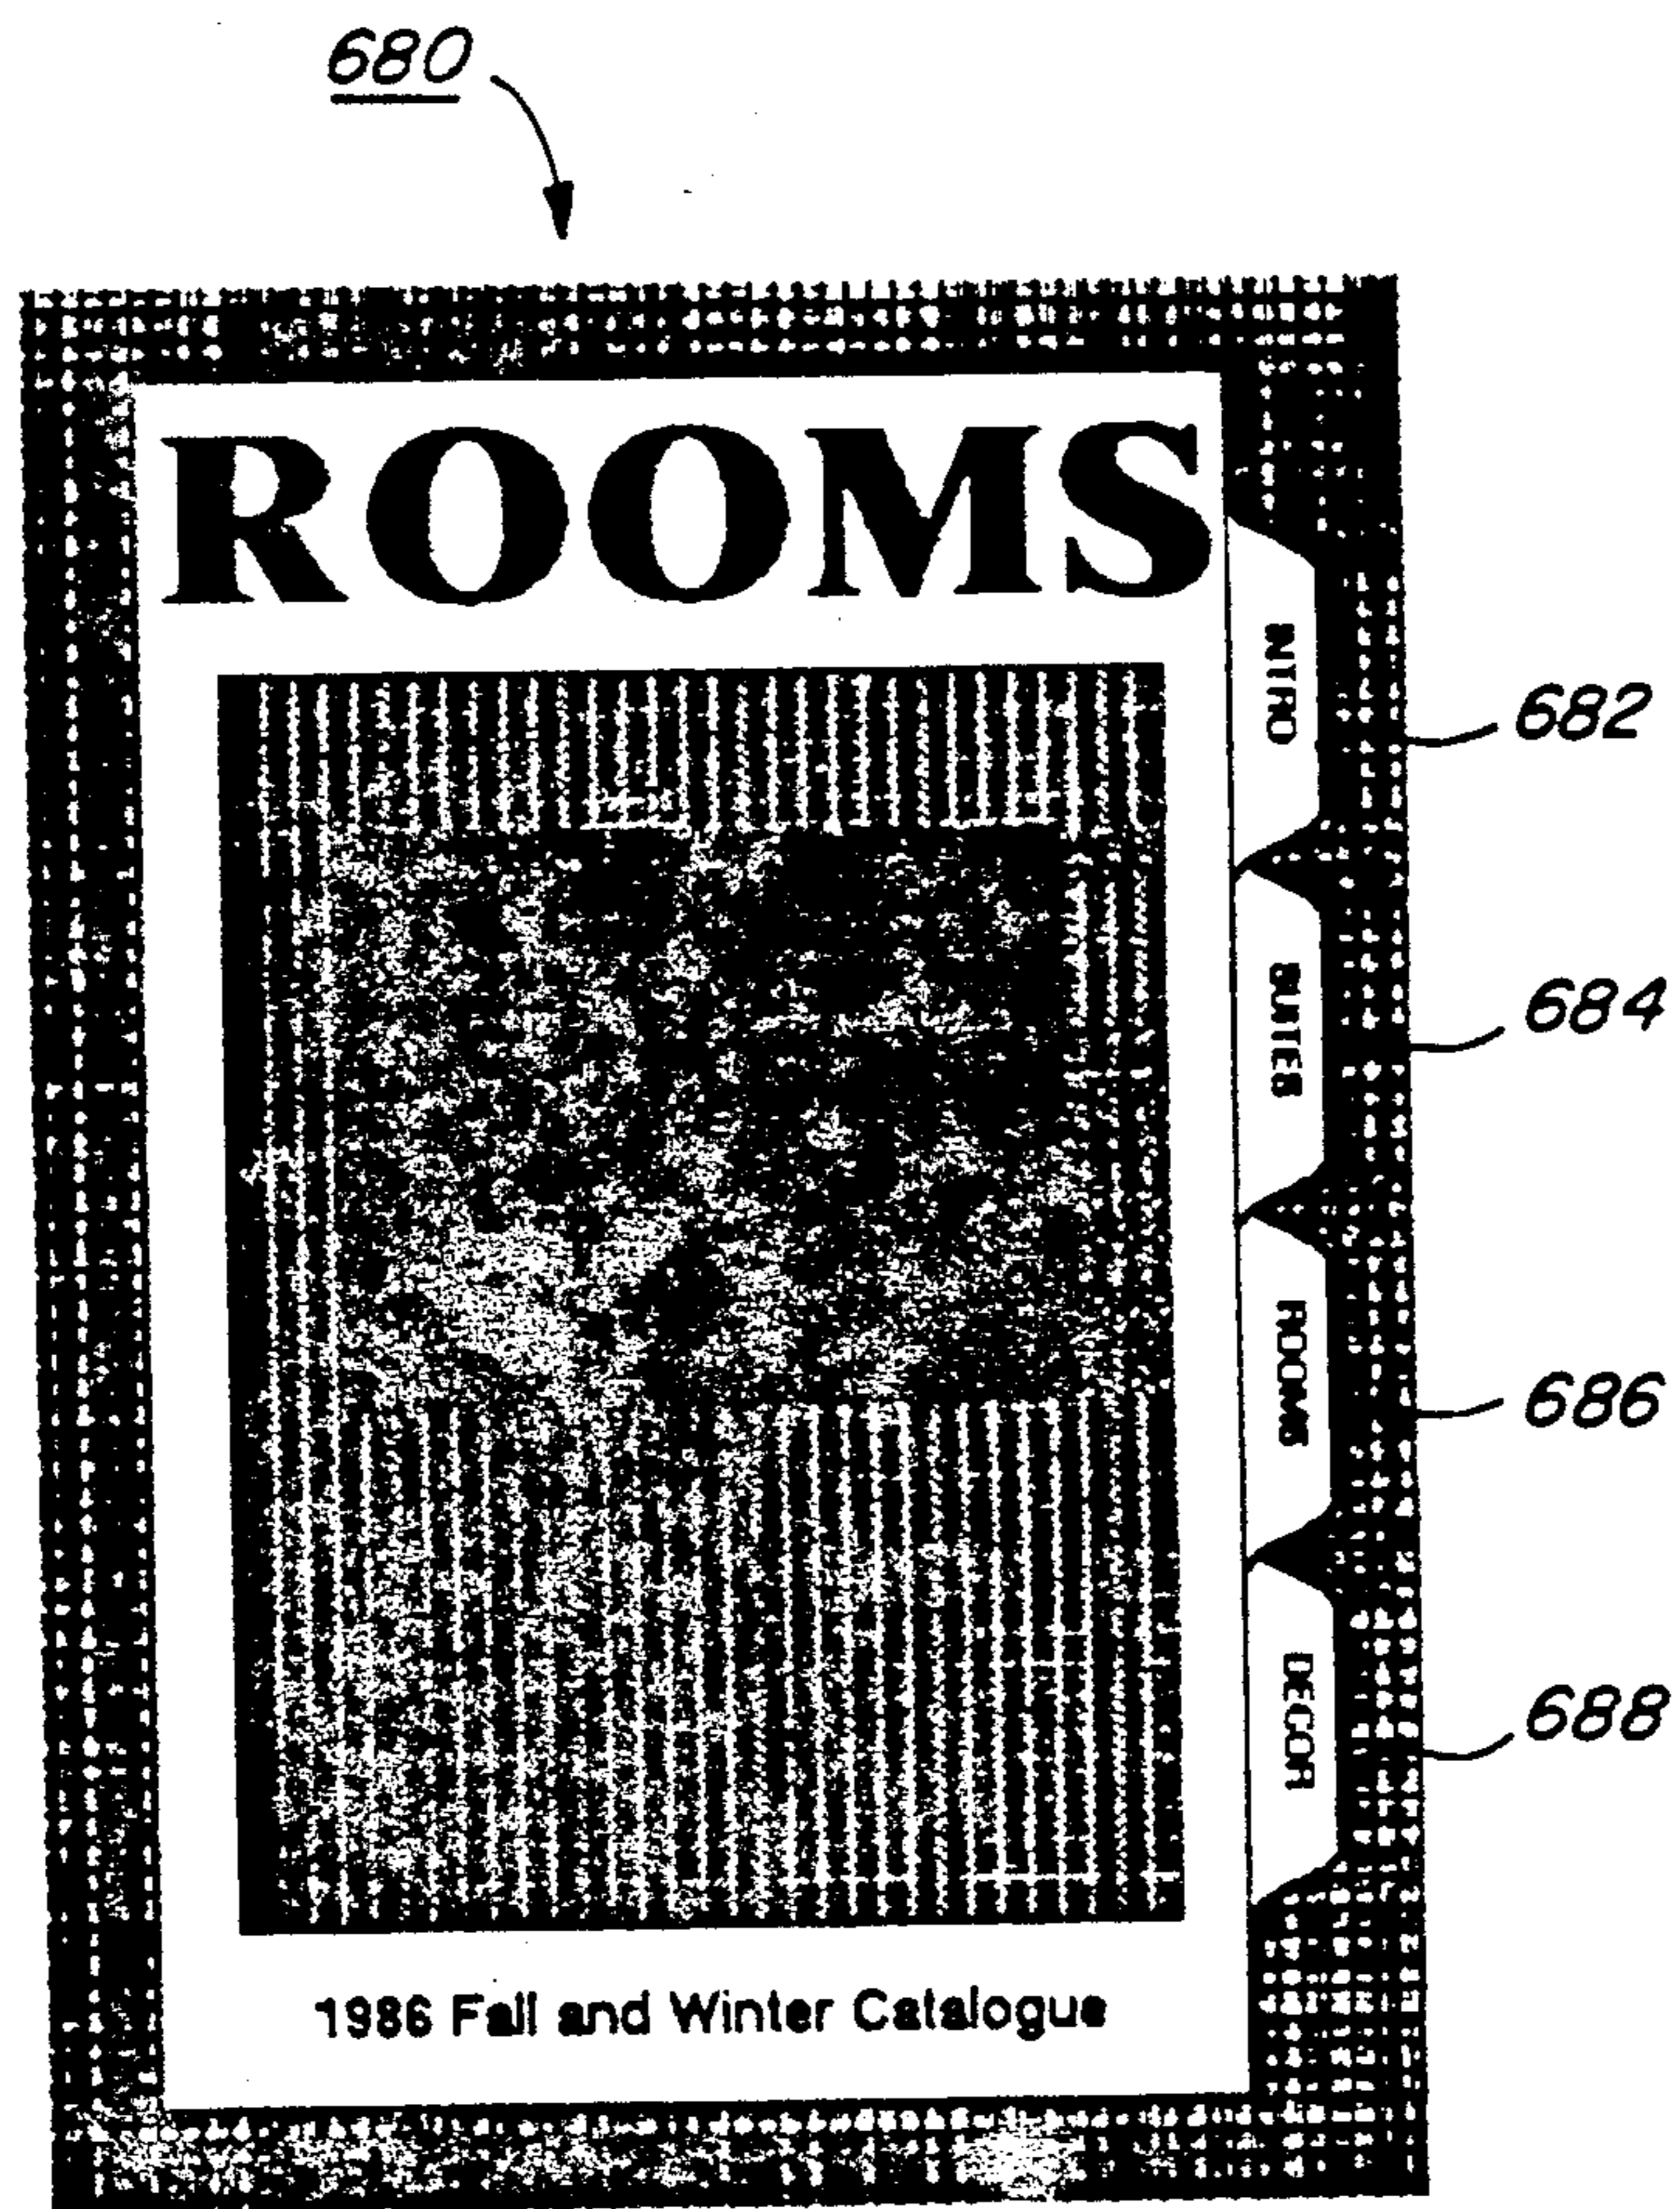 680
ROOMS
INTRO
682
SUITES
684
ROOMS
686
DECOR
688
1986 Fall and Winter Catalogue